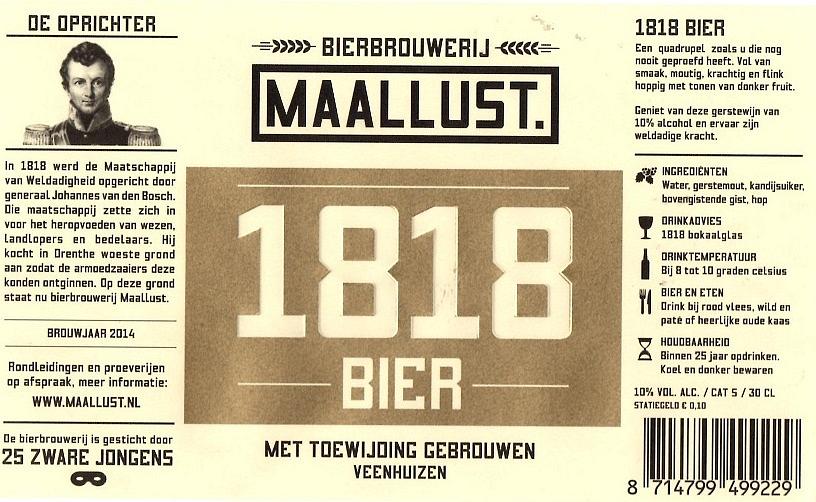 DE OPRICHTER
In 1818 werd de Maatschappij
van Weldadigheid opgericht door
generaal Johannes van den Bosch.
Die maatschappij zette zich in
voor het heropvoeden van wezen,
landlopers en bedelaars. Hij
kocht in Drenthe woeste grond
aan zodat de armoedzaaiers deze
konden ontginnen. Op deze grond
staat nu bierbrouwerij Maallust.
BROUWJAAR 2014
Rondleidingen en proeverijen
op afspraak, meer informatie:
WWW.MAALLUST.NL
De bierbrouwerij is gesticht door
25 ZWARE JONGENS
BIERBROUWERIJ
MAALLUST.
1818
BIER
MET TOEWIJDING GEBROUWEN
VEENHUIZEN
1818 BIER
Een quadrupel zoals u die nog
nooit geproefd heeft. Vol van
smaak, moutig, krachtig en flink
hoppig met tonen van donker fruit.
Geniet van deze gerstewijn van
10% alcohol en ervaar zijn
weldadige kracht.
INGREDIËNTEN
Water, gerstemout, kandijsuiker,
bovengistende gist, hop
DRINKADVIES
1818 bokaalglas
DRINKTEMPERATUUR
Bij 8 tot 10 graden celsius
BIER EN ETEN
Drink bij rood vlees, wild en
paté of heerlijke oude kaas
HOUDBAARHEID
Binnen 25 jaar opdrinken.
Koel en donker bewaren
10% VOL. ALC. / CAT S / 30 CL
STATIEGELD € 0,10
8 714799 499229